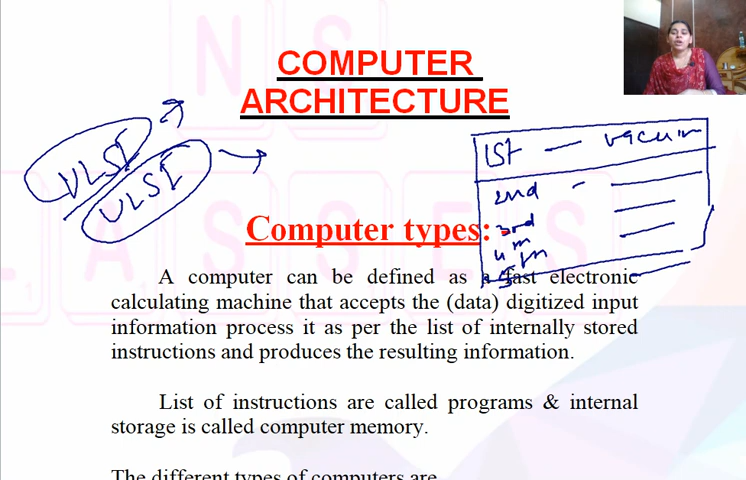 COMPUTER
ARCHITECTURE
VLSI
ULSI
1st — vacuum
2nd -
3rd
4th
5th
Computer types:
A computer can be defined as a fast electronic
calculating machine that accepts the (data) digitized input
information process it as per the list of internally stored
instructions and produces the resulting information.
List of instructions are called programs & internal
storage is called computer memory.
The different types of computers are